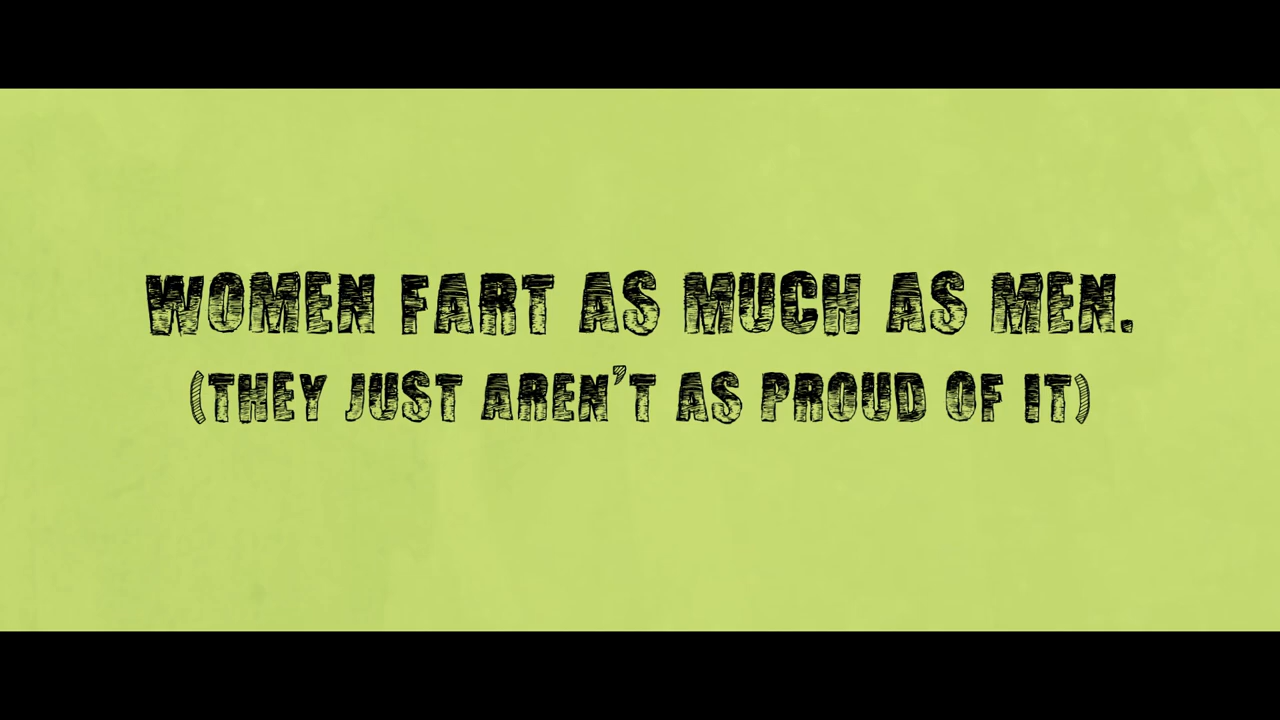 WOMEN FART AS MUCH AS MEN.
(THEY JUST AREN'T AS PROUD OF IT)